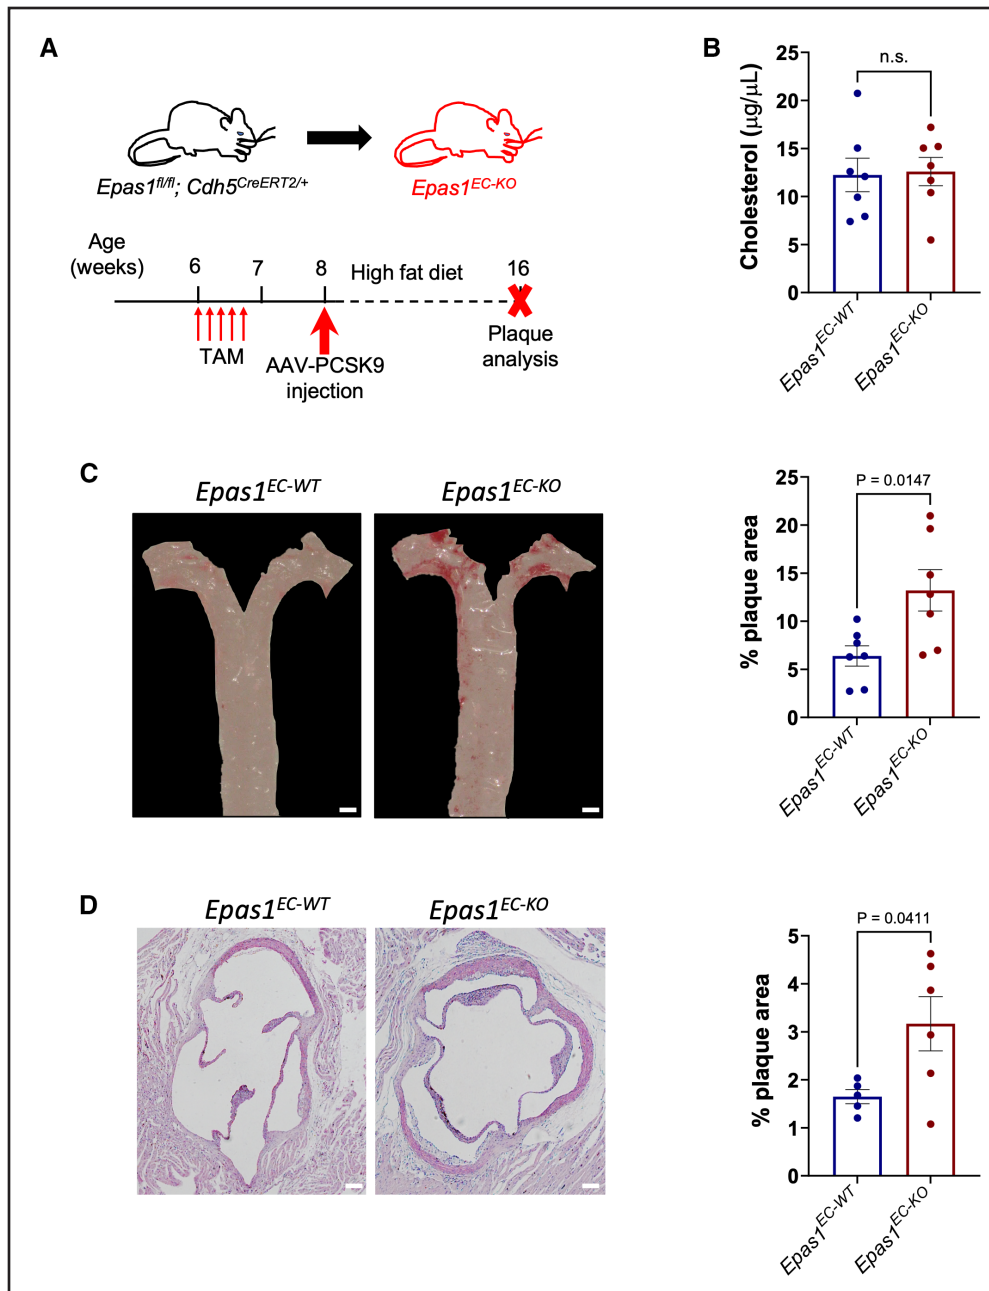 A
Epas1fl/fl; Cdh5CreERT2/+
Epas1EC-KO
Age
(weeks)
6
7
8
High fat diet
16
TAM
AAV-PCSK9
injection
Plaque
analysis
B
n.s.
Cholesterol (µg/µL)
25
20
15
10
5
0
Epas1EC-WT
Epas1EC-KO
C
Epas1EC-WT
Epas1EC-KO
P = 0.0147
% plaque area
25
20
15
10
5
0
Epas1EC-WT
Epas1EC-KO
D
Epas1EC-WT
Epas1EC-KO
P = 0.0411
% plaque area
5
4
3
2
1
0
Epas1EC-WT
Epas1EC-KO